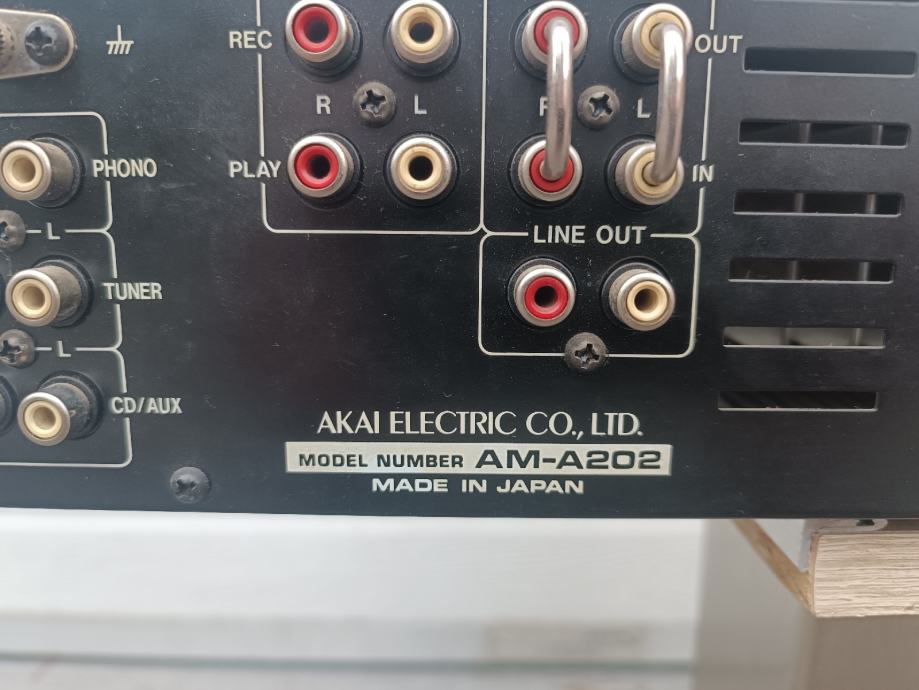 REC
OUT
R L
R L
PHONO
PLAY
IN
L
LINE OUT
TUNER
L
CD/AUX
AKAI ELECTRIC CO., LTD.
MODEL NUMBER AM-A202
MADE IN JAPAN